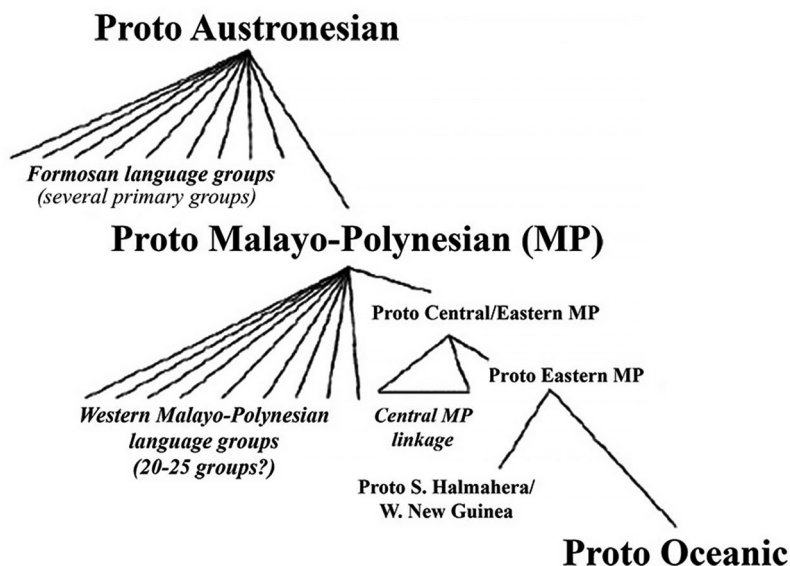 Proto Austronesian
Formosan language groups
(several primary groups)
Proto Malayo-Polynesian (MP)
Proto Central/Eastern MP
Proto Eastern MP
Western Malayo-Polynesian
language groups
(20-25 groups?)
Central MP
linkage
Proto S. Halmahera/
W. New Guinea
Proto Oceanic